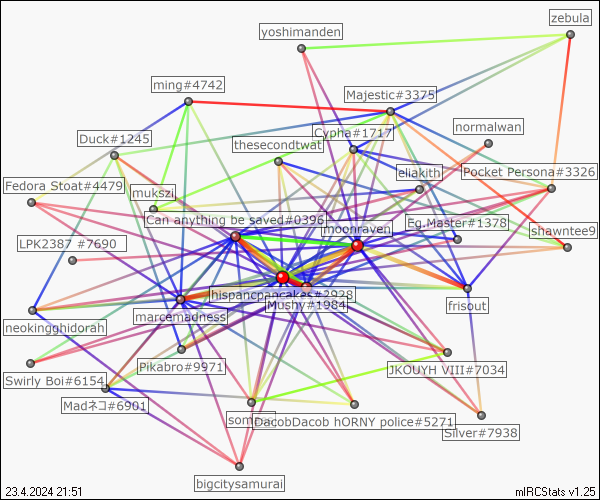 zebula
yoshimanden
ming#4742
Majestic#3375
normalwan
Cypha#1717
Duck#1245
thesecondtwat
eliakith
Pocket Persona#3326
Fedora Stoat#4479
mukszi
Can anything be saved#0396
moonraven
Eg.Master#1378
shawntee9
LPK2387 #7690
hispancpancakes#2928
Mushy#1984
frisout
marcemadness
neokingghidorah
Pikabro#9971
JKOUYH VIII#7034
Swirly Boi#6154
Madネコ#6901
DacobDacob hORNY police#5271
Silver#7938
bigcitysamurai
23.4.2024 21:51
mIRCStats v1.25